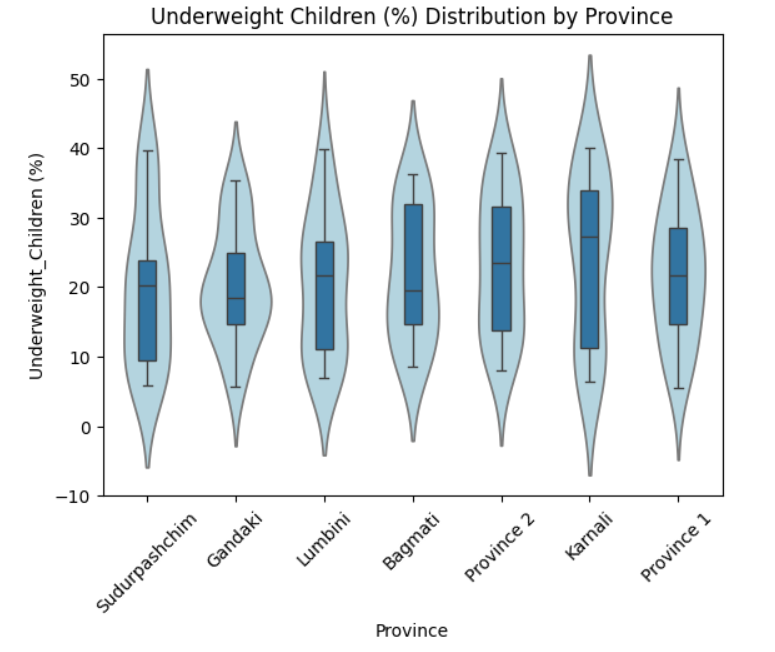 Underweight Children (%) Distribution by Province
Underweight_Children (%)
50
40
30
20
10
0
−10
Sudurpashchim
Gandaki
Lumbini
Bagmati
Province 2
Karnali
Province 1
Province